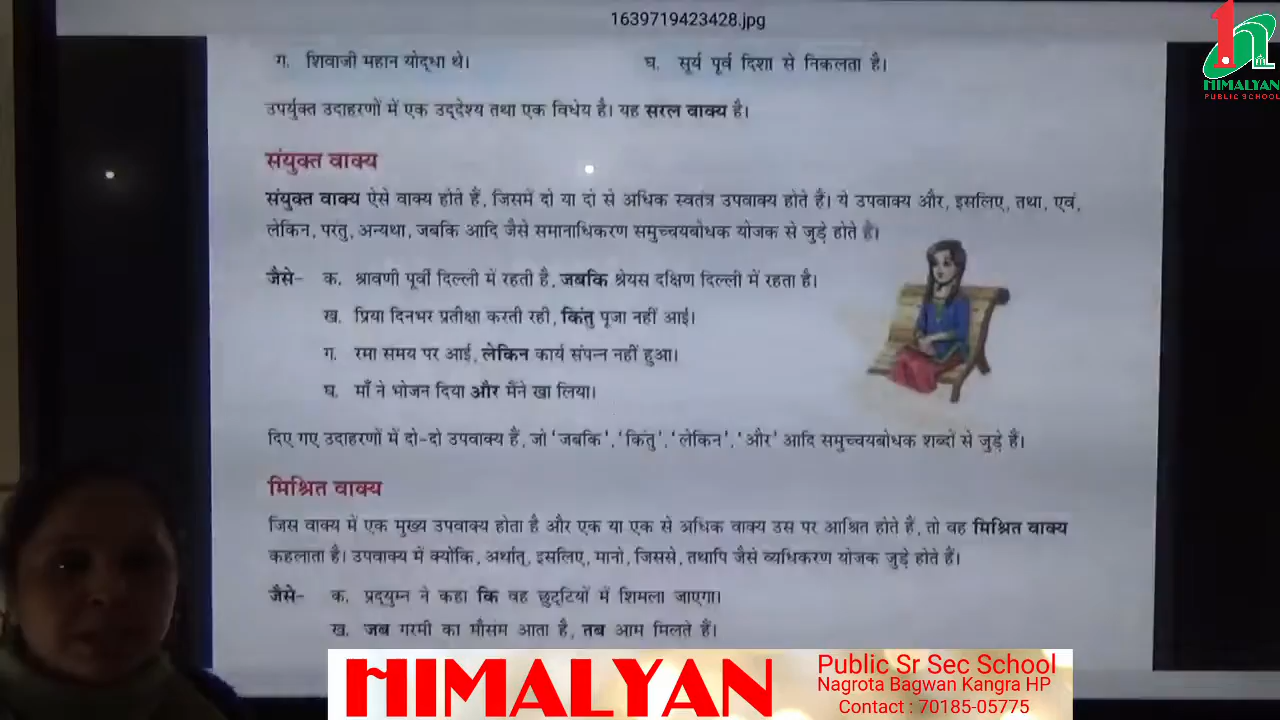 1639719423428.jpg
ग. शिवाजी महान योद्धा थे। घ. सूर्य पूर्व दिशा से निकलता है।
उपर्युक्त उदाहरणों में एक उद्देश्य तथा एक विधेय है। यह सरल वाक्य है।
संयुक्त वाक्य
संयुक्त वाक्य ऐसे वाक्य होते हैं, जिसमें दो या दो से अधिक स्वतंत्र उपवाक्य होते हैं। ये उपवाक्य और, इसलिए, तथा, एवं,
लेकिन, परंतु, अन्यथा, जबकि आदि जैसे समानाधिकरण समुच्चयबोधक योजक से जुड़े होते हैं।
जैसे- क. श्रावणी पूर्वी दिल्ली में रहती है, जबकि श्रेयस दक्षिण दिल्ली में रहता है।
ख. प्रिया दिनभर प्रतीक्षा करती रही, किंतु पूजा नहीं आई।
ग. रमा समय पर आई, लेकिन कार्य संपन्न नहीं हुआ।
घ. माँ ने भोजन दिया और मैंने खा लिया।
दिए गए उदाहरणों में दो-दो उपवाक्य हैं, जो 'जबकि', 'किंतु', 'लेकिन', 'और' आदि समुच्चयबोधक शब्दों से जुड़े हैं।
मिश्रित वाक्य
जिस वाक्य में एक मुख्य उपवाक्य होता है और एक या एक से अधिक वाक्य उस पर आश्रित होते हैं, तो वह मिश्रित वाक्य
कहलाता है। उपवाक्य में क्योंकि, अर्थात्, इसलिए, मानो, जिससे, तथापि जैसे व्यधिकरण योजक जुड़े होते हैं।
जैसे- क. प्रद्युम्न ने कहा कि वह छुट्टियों में शिमला जाएगा।
ख. जब गरमी का मौसम आता है, तब आम मिलते हैं।
HIMALYAN
PUBLIC SCHOOL
HIMALYAN
Public Sr Sec School
Nagrota Bagwan Kangra HP
Contact : 70185-05775